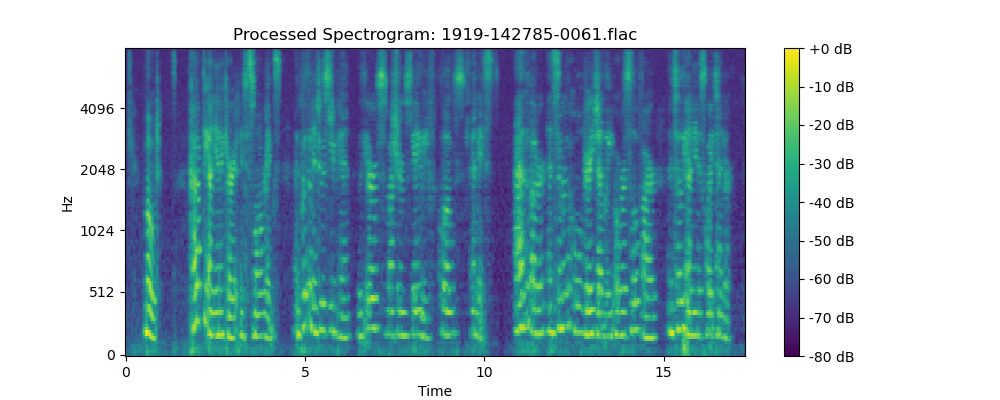 Processed Spectrogram: 1919-142785-0061.flac
Hz
4096
2048
1024
512
0
0
5
10
15
Time
+0 dB
-10 dB
-20 dB
-30 dB
-40 dB
-50 dB
-60 dB
-70 dB
-80 dB